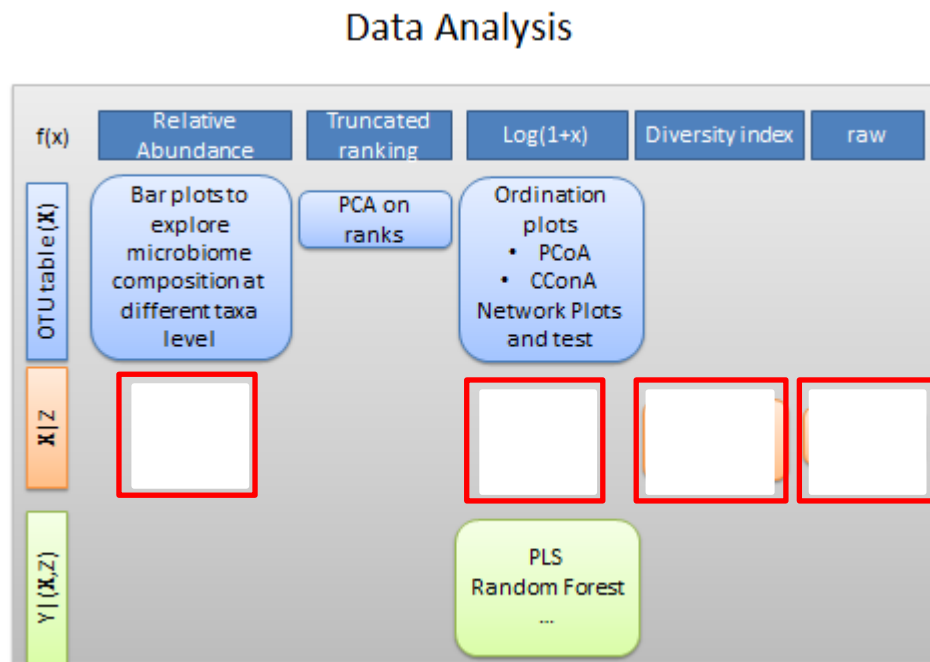 Data Analysis
f(x)
Relative
Abundance
Truncated
ranking
Log(1+x)
Diversity index
raw
OTU table (X)
Bar plots to
explore
microbiome
composition at
different taxa
level
PCA on
ranks
Ordination
plots
• PCoA
• CConA
Network Plots
and test
X|Z
Y|(X,Z)
PLS
Random Forest
...